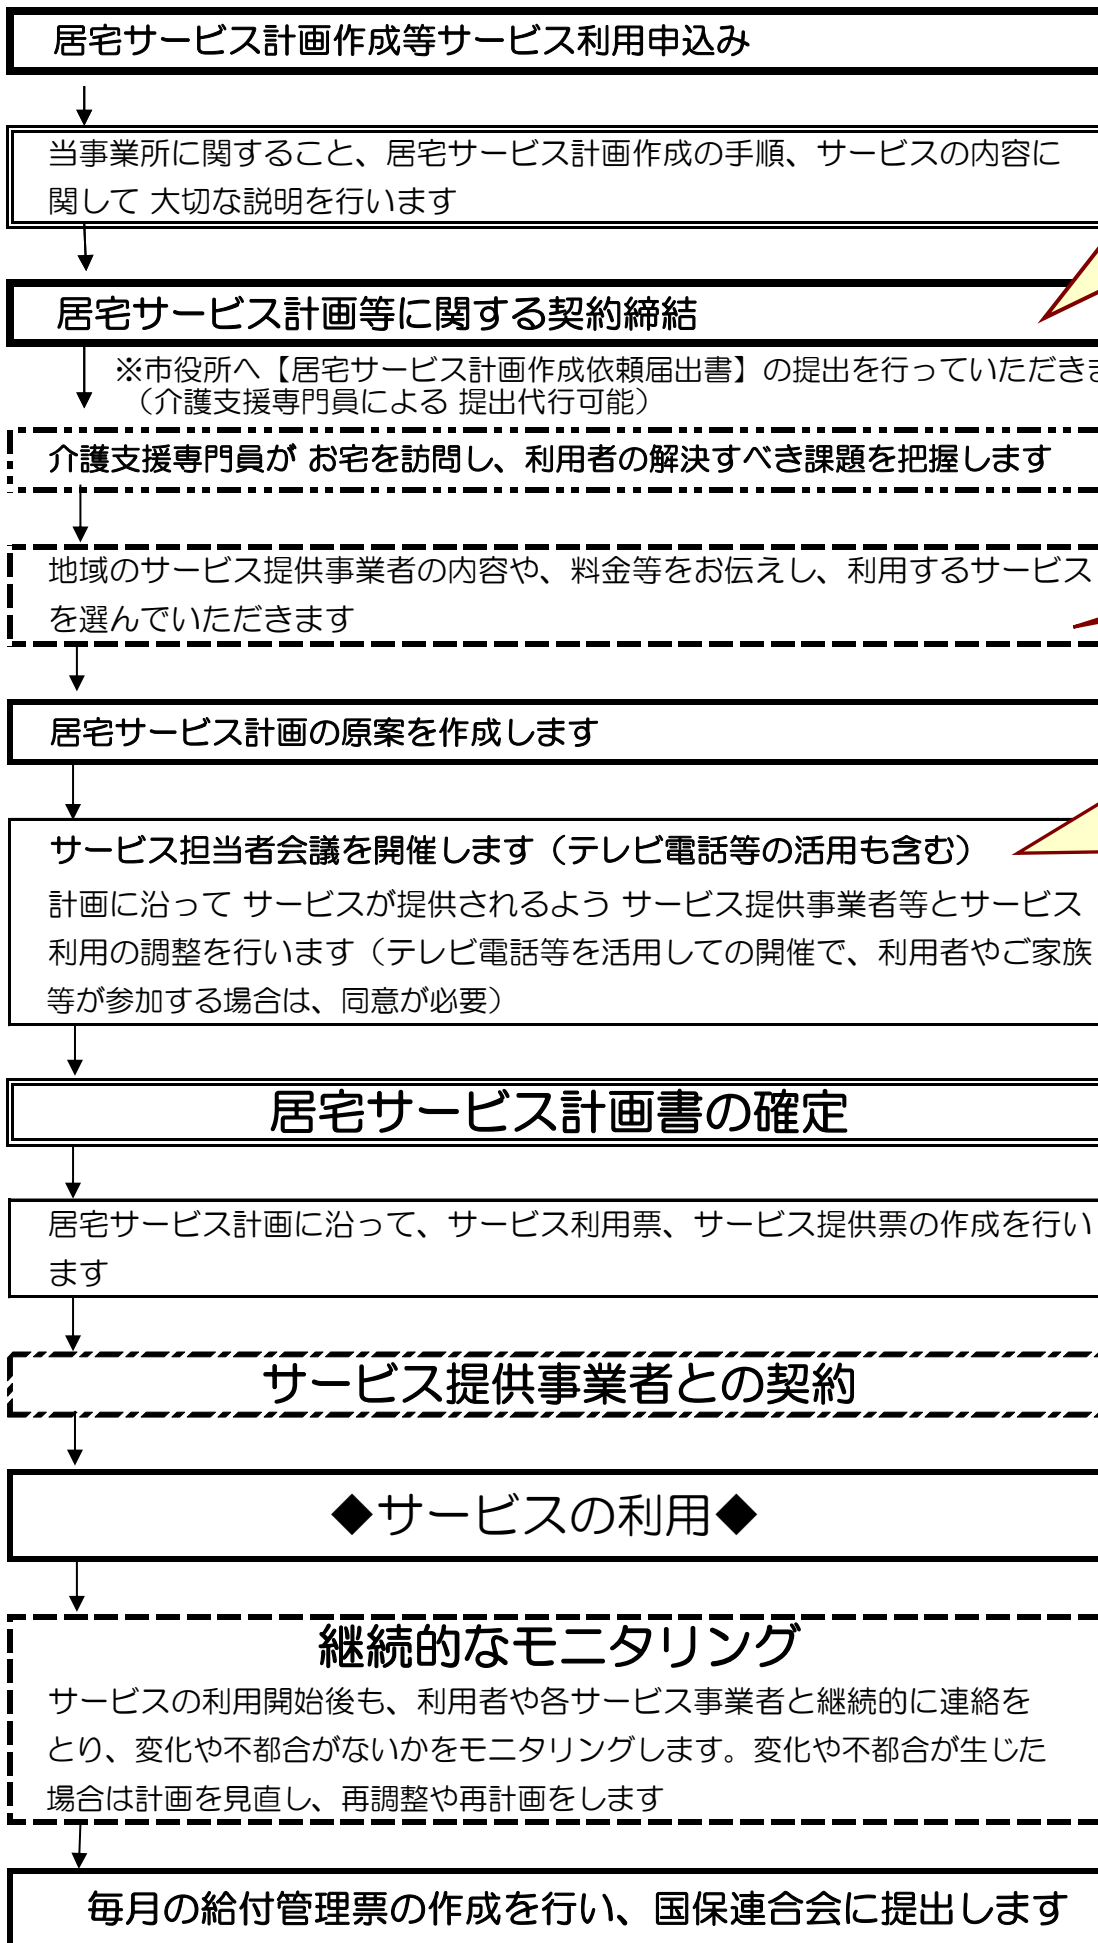 居宅サービス計画作成等サービス利用申込み
当事業所に関すること、居宅サービス計画作成の手順、サービスの内容に
関して 大切な説明を行います
居宅サービス計画等に関する契約締結
※市役所へ【居宅サービス計画作成依頼届出書】の提出を行っていただきま
（介護支援専門員による 提出代行可能）
介護支援専門員が お宅を訪問し、利用者の解決すべき課題を把握します
地域のサービス提供事業者の内容や、料金等をお伝えし、利用するサービス
を選んでいただきます
居宅サービス計画の原案を作成します
サービス担当者会議を開催します（テレビ電話等の活用も含む）
計画に沿って サービスが提供されるよう サービス提供事業者等とサービス
利用の調整を行います（テレビ電話等を活用しての開催で、利用者やご家族
等が参加する場合は、同意が必要）
居宅サービス計画書の確定
居宅サービス計画に沿って、サービス利用票、サービス提供票の作成を行い
ます
サービス提供事業者との契約
◆サービスの利用◆
継続的なモニタリング
サービスの利用開始後も、利用者や各サービス事業者と継続的に連絡を
とり、変化や不都合がないかをモニタリングします。変化や不都合が生じた
場合は計画を見直し、再調整や再計画をします
毎月の給付管理票の作成を行い、国保連合会に提出します